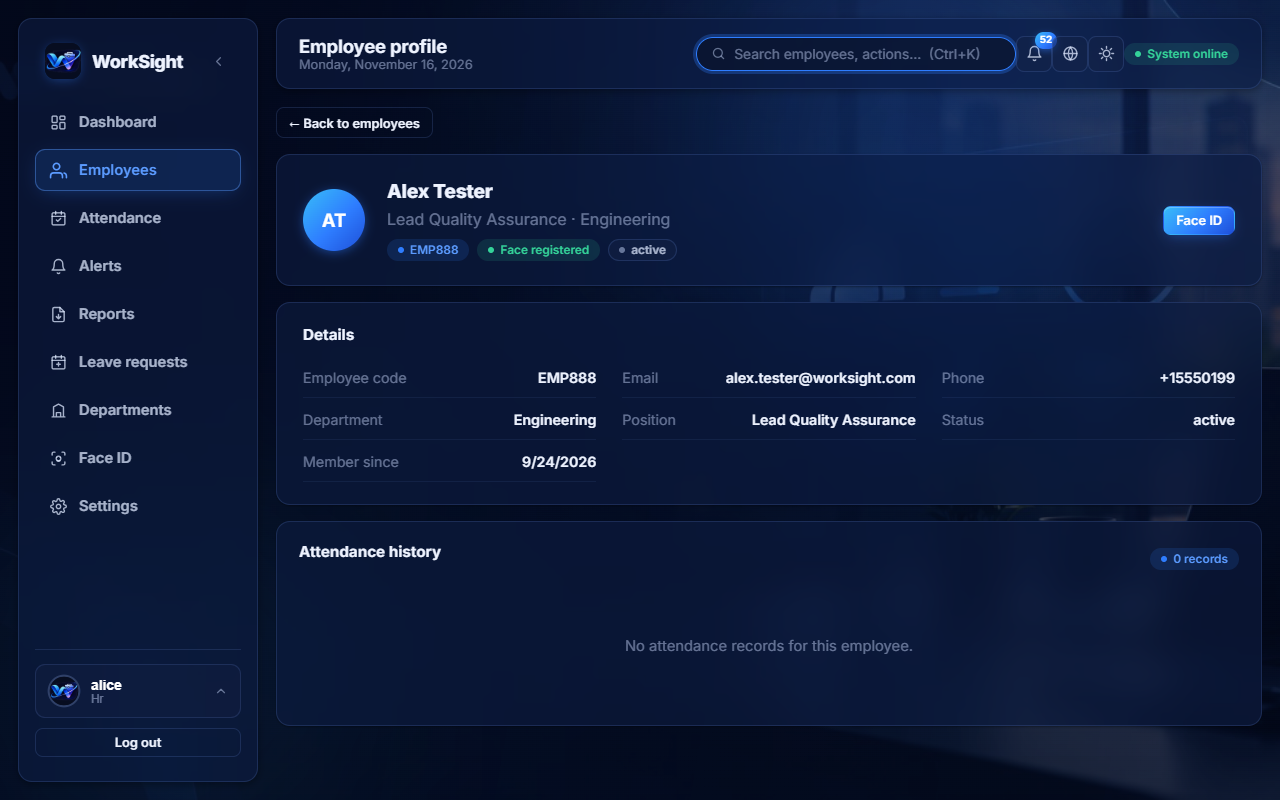 WorkSight
Dashboard
Employees
Attendance
Alerts
Reports
Leave requests
Departments
Face ID
Settings
alice
Hr
Log out
Employee profile
Monday, November 16, 2026
Search employees, actions... (Ctrl+K)
52
System online
← Back to employees
AT
Alex Tester
Lead Quality Assurance · Engineering
EMP888
Face registered
active
Face ID
Details
Employee code EMP888
Email alex.tester@worksight.com
Phone +15550199
Department Engineering
Position Lead Quality Assurance
Status active
Member since 9/24/2026
Attendance history
0 records
No attendance records for this employee.